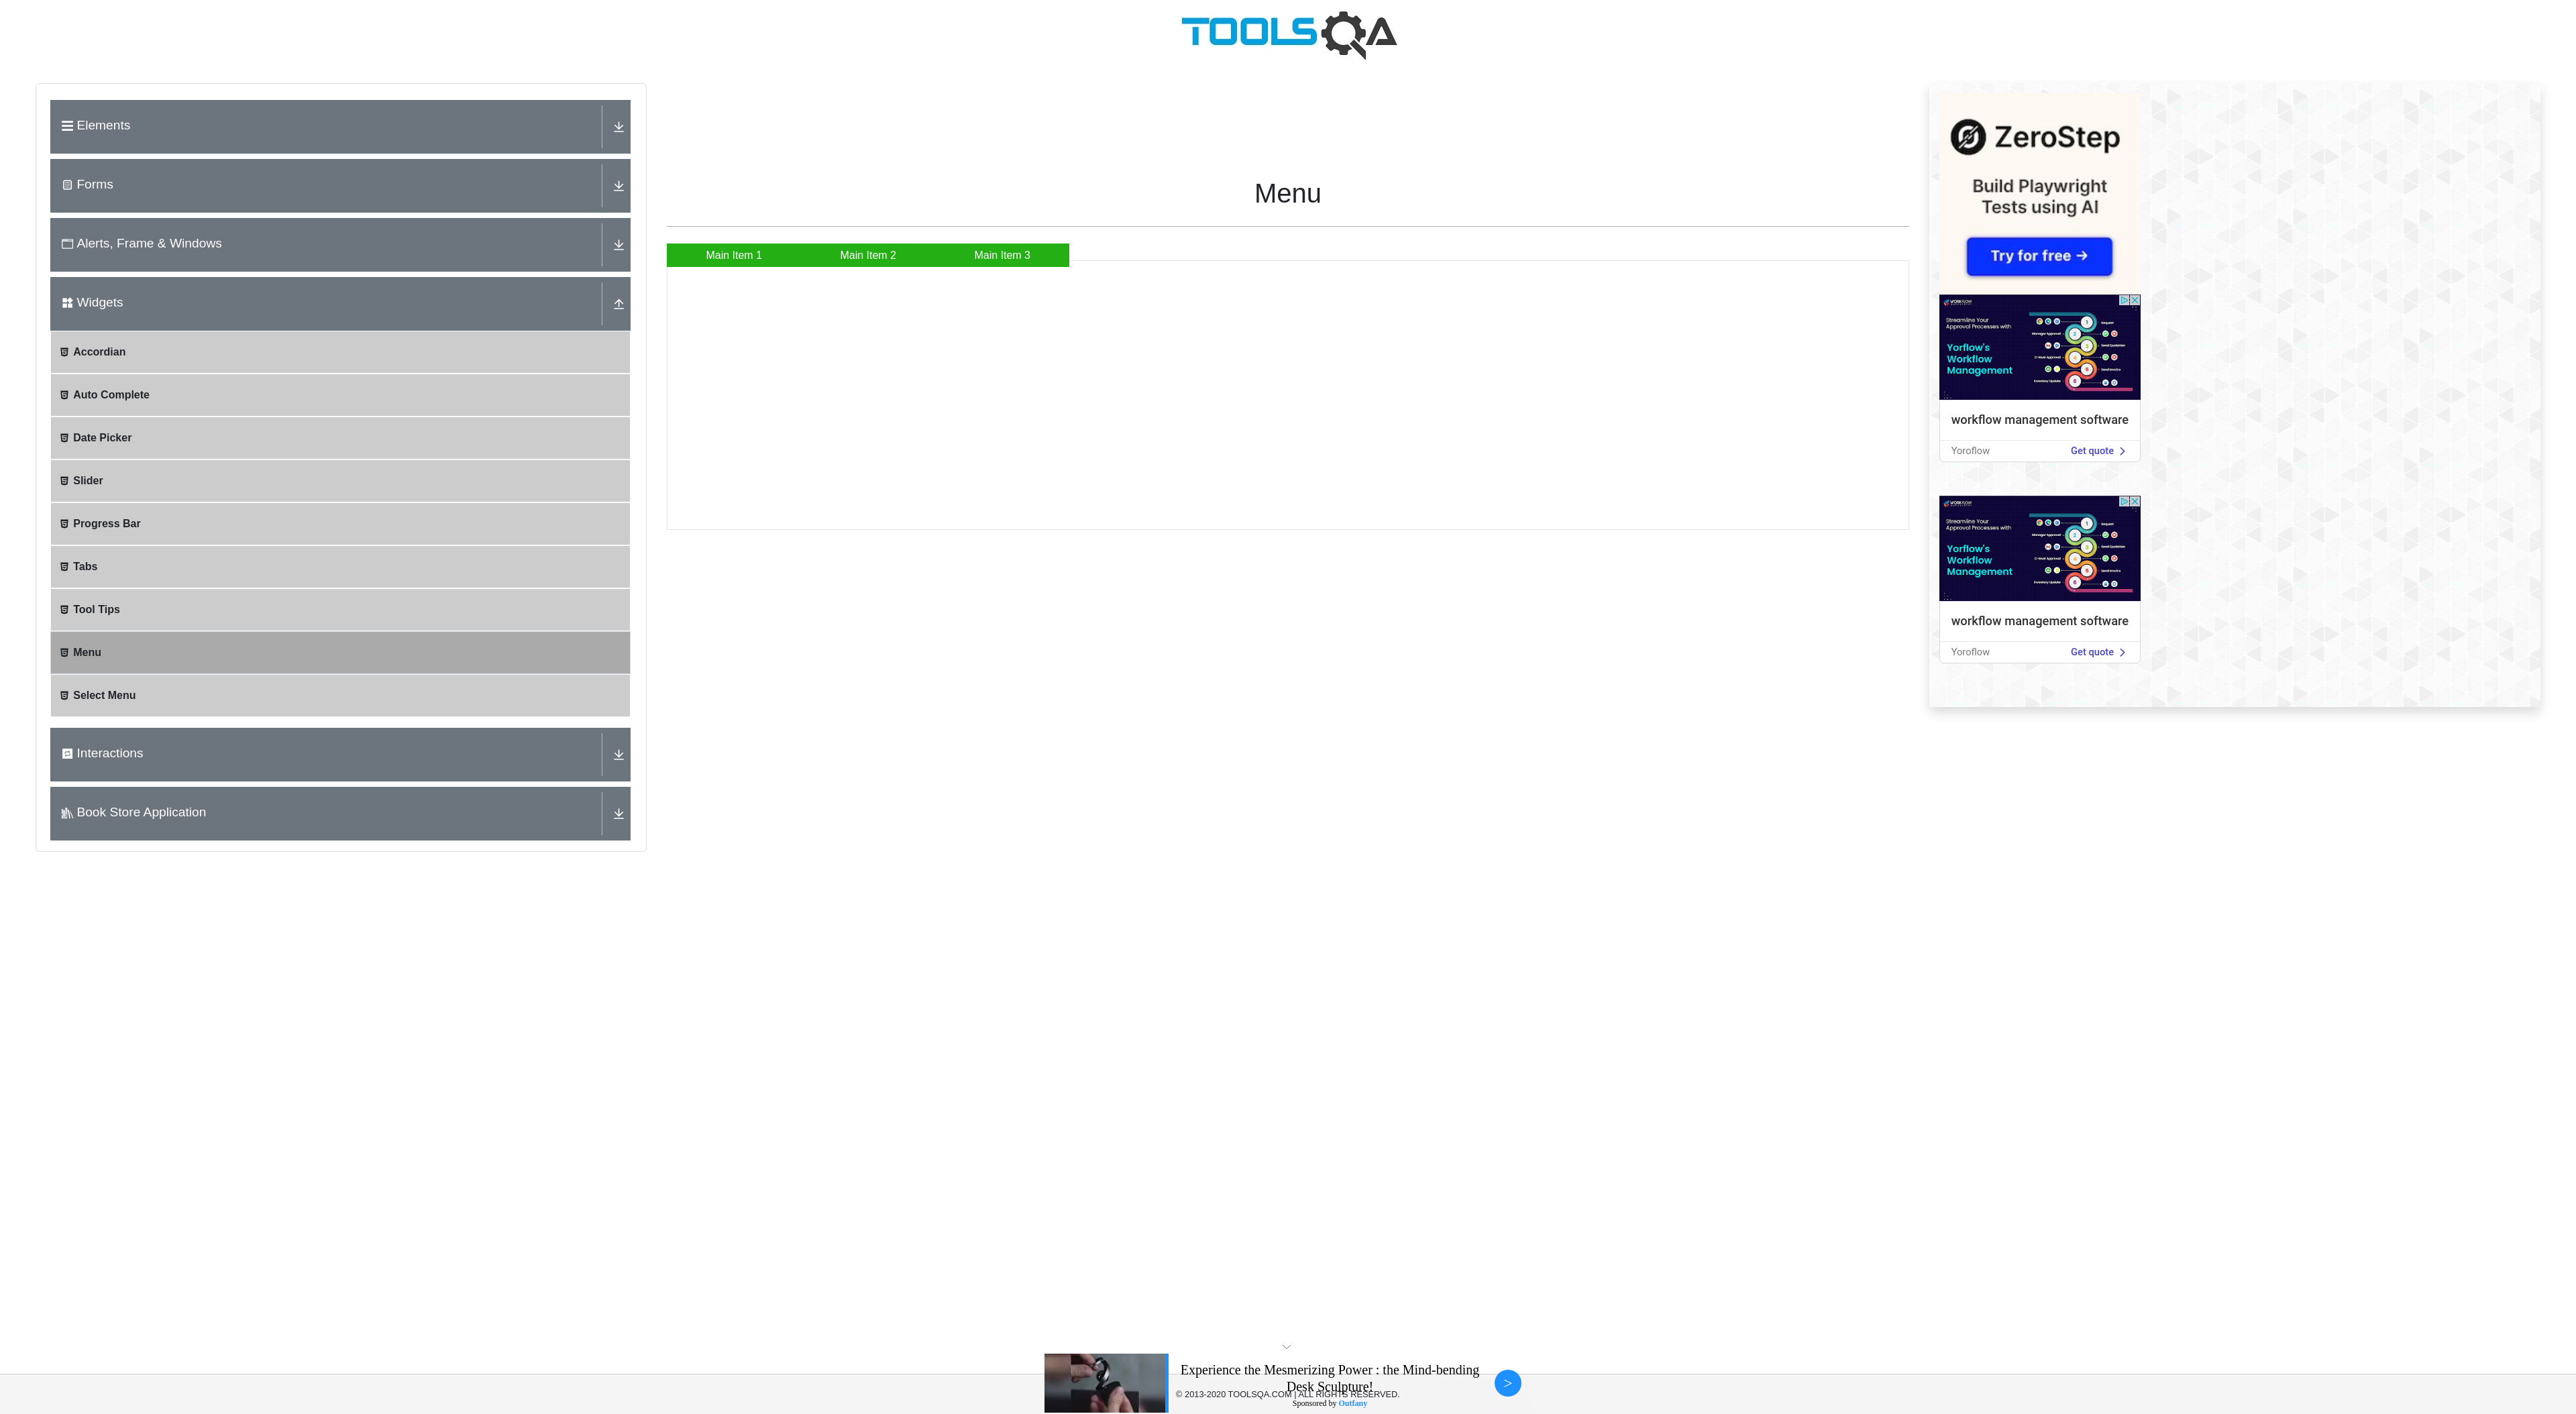 TOOLSQA
Elements
Forms
Alerts, Frame & Windows
Widgets
Accordian
Auto Complete
Date Picker
Slider
Progress Bar
Tabs
Tool Tips
Menu
Select Menu
Interactions
Book Store Application
Menu
Main Item 1
Main Item 2
Main Item 3
ZeroStep
Build Playwright
Tests using AI
Try for free →
Streamline Your
Approval Processes with
Yorflow's
Workflow
Management
workflow management software
Yoroflow
Get quote
Streamline Your
Approval Processes with
Yorflow's
Workflow
Management
workflow management software
Yoroflow
Get quote
Experience the Mesmerizing Power : the Mind-bending
Desk Sculpture!
© 2013-2020 TOOLSQA.COM | ALL RIGHTS RESERVED.
Sponsored by Outfany
>